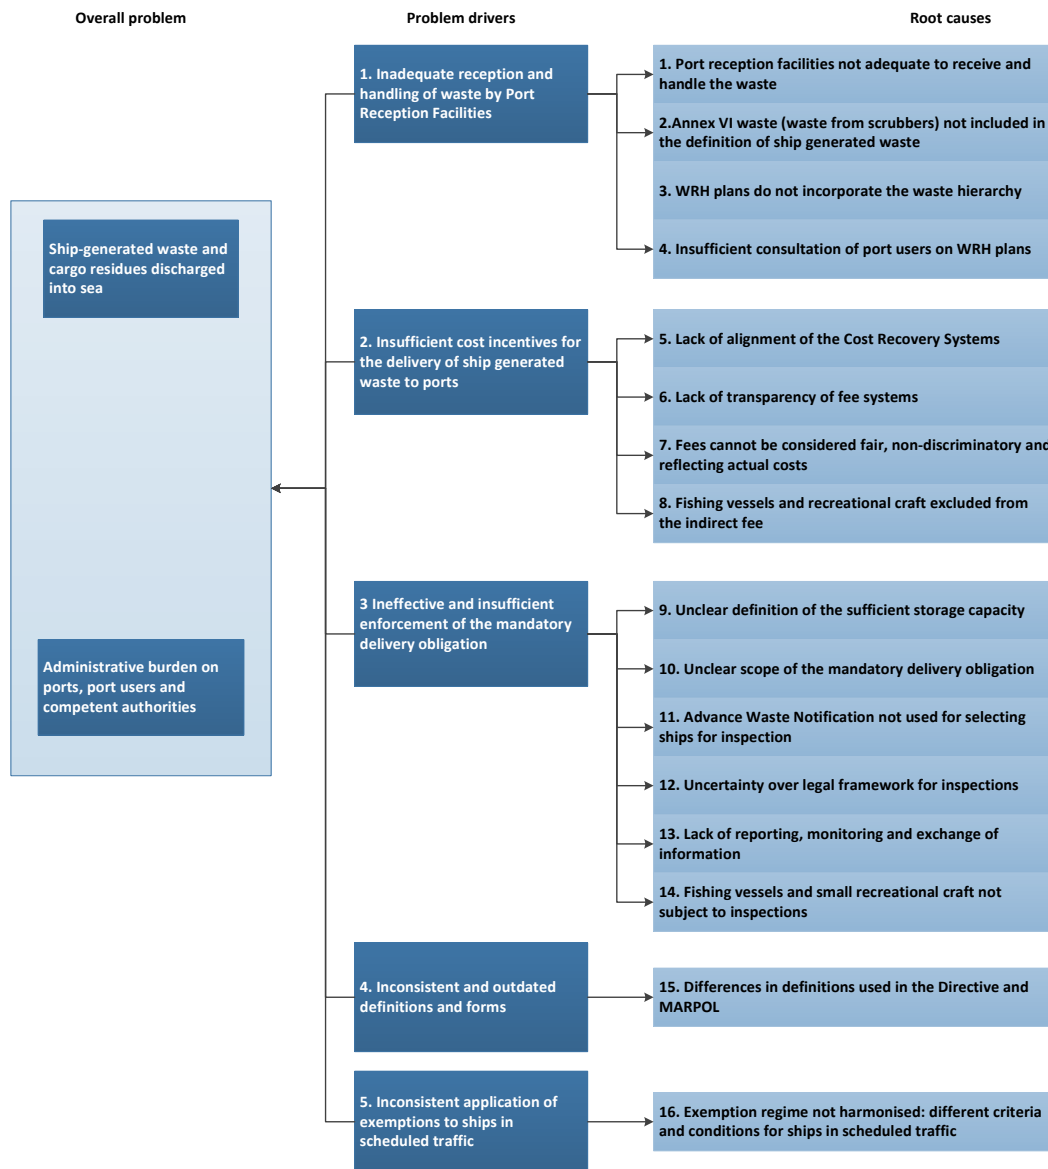 Overall problem
Problem drivers
Root causes
Ship-generated waste and
cargo residues discharged
into sea
Administrative burden on
ports, port users and
competent authorities
1. Inadequate reception and
handling of waste by Port
Reception Facilities
1. Port reception facilities not adequate to receive and
handle the waste
2.Annex VI waste (waste from scrubbers) not included in
the definition of ship generated waste
3. WRH plans do not incorporate the waste hierarchy
4. Insufficient consultation of port users on WRH plans
2. Insufficient cost incentives for
the delivery of ship generated
waste to ports
5. Lack of alignment of the Cost Recovery Systems
6. Lack of transparency of fee systems
7. Fees cannot be considered fair, non-discriminatory and
reflecting actual costs
8. Fishing vessels and recreational craft excluded from
the indirect fee
3 Ineffective and insufficient
enforcement of the mandatory
delivery obligation
9. Unclear definition of the sufficient storage capacity
10. Unclear scope of the mandatory delivery obligation
11. Advance Waste Notification not used for selecting
ships for inspection
12. Uncertainty over legal framework for inspections
13. Lack of reporting, monitoring and exchange of
information
14. Fishing vessels and small recreational craft not
subject to inspections
4. Inconsistent and outdated
definitions and forms
15. Differences in definitions used in the Directive and
MARPOL
5. Inconsistent application of
exemptions to ships in
scheduled traffic
16. Exemption regime not harmonised: different criteria
and conditions for ships in scheduled traffic